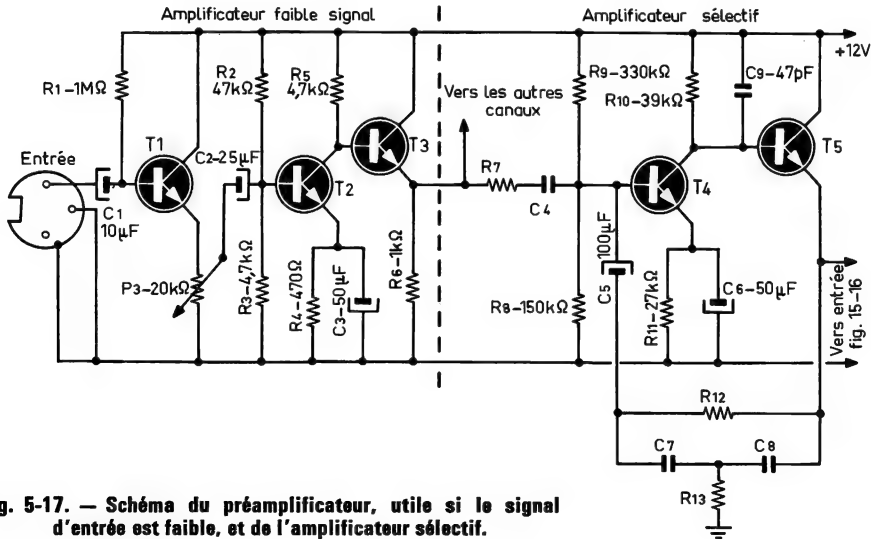 Amplificateur faible signal
Amplificateur sélectif
+12V
R1-1MΩ
R2
47kΩ
R5
4,7kΩ
Vers les autres
canaux
R9-330kΩ
R10-39kΩ
C9-47pF
Entrée
T1
C2-25µF
T2
T3
R7
C4
T4
T5
C1
10µF
P3-20kΩ
R3-4,7kΩ
R4-470Ω
C3-50µF
R6-1kΩ
R8-150kΩ
C5
100µF
R11-27kΩ
C6-50µF
Vers entrée
fig. 15-16
R12
C7
C8
R13
g. 5-17. — Schéma du préamplificateur, utile si le signal
d'entrée est faible, et de l'amplificateur sélectif.